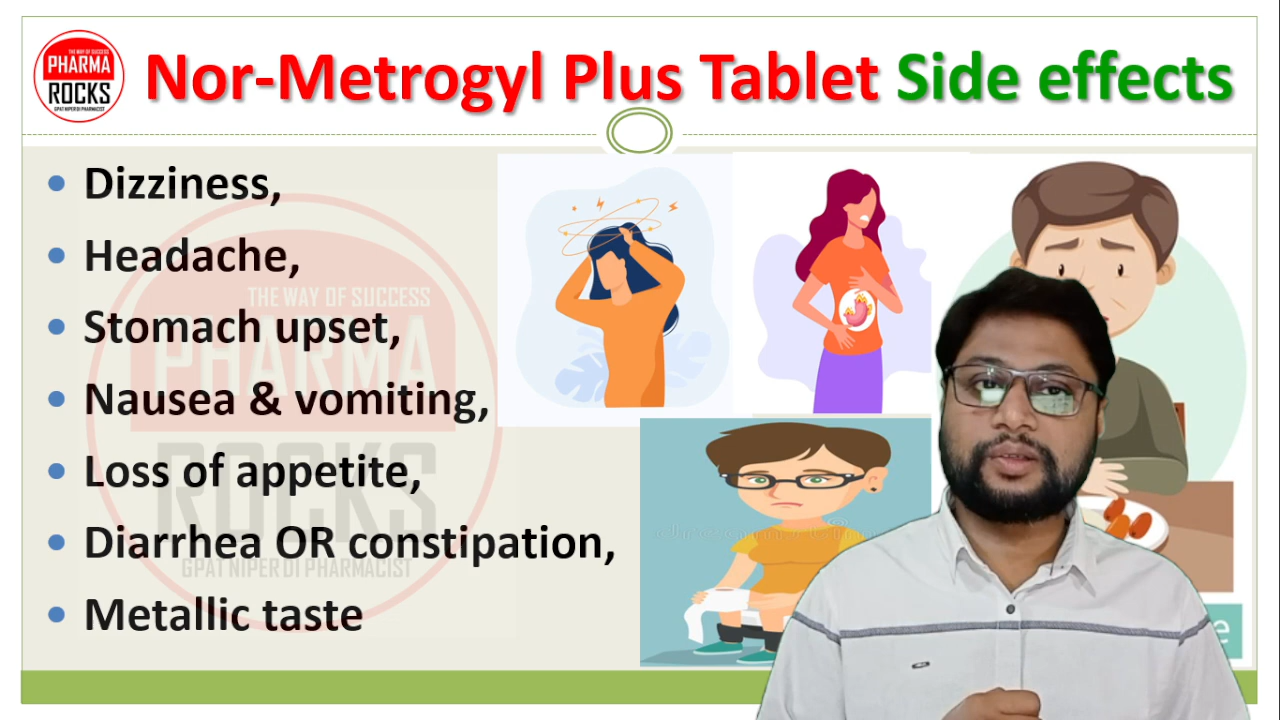 THE WAY OF SUCCESS
PHARMA
ROCKS
GPAT NIPER DI PHARMACIST
Nor-Metrogyl Plus Tablet Side effects
• Dizziness,
• Headache,
• Stomach upset,
• Nausea & vomiting,
• Loss of appetite,
• Diarrhea OR constipation,
• Metallic taste
THE WAY OF SUCCESS
PHARMA
ROCKS
GPAT NIPER DI PHARMACIST